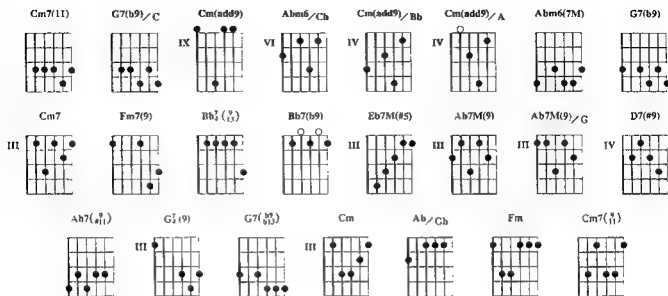 Cm7(11) G7(b9)/C Cm(add9) Abm6/Cb Cm(add9)/Bb Cm(add9)/A Abm6(7M) G7(b9)
IX VI IV IV
Cm7 Fm7(9) Bb7/4(9/13) Bb7(b9) Eb7M(#5) Ab7M(9) Ab7M(9)/G D7(#9)
III III III III IV
Ab7(9/#11) G7/4(9) G7(b9/b13) Cm Ab/Gb Fm Cm7(9/11)
III III